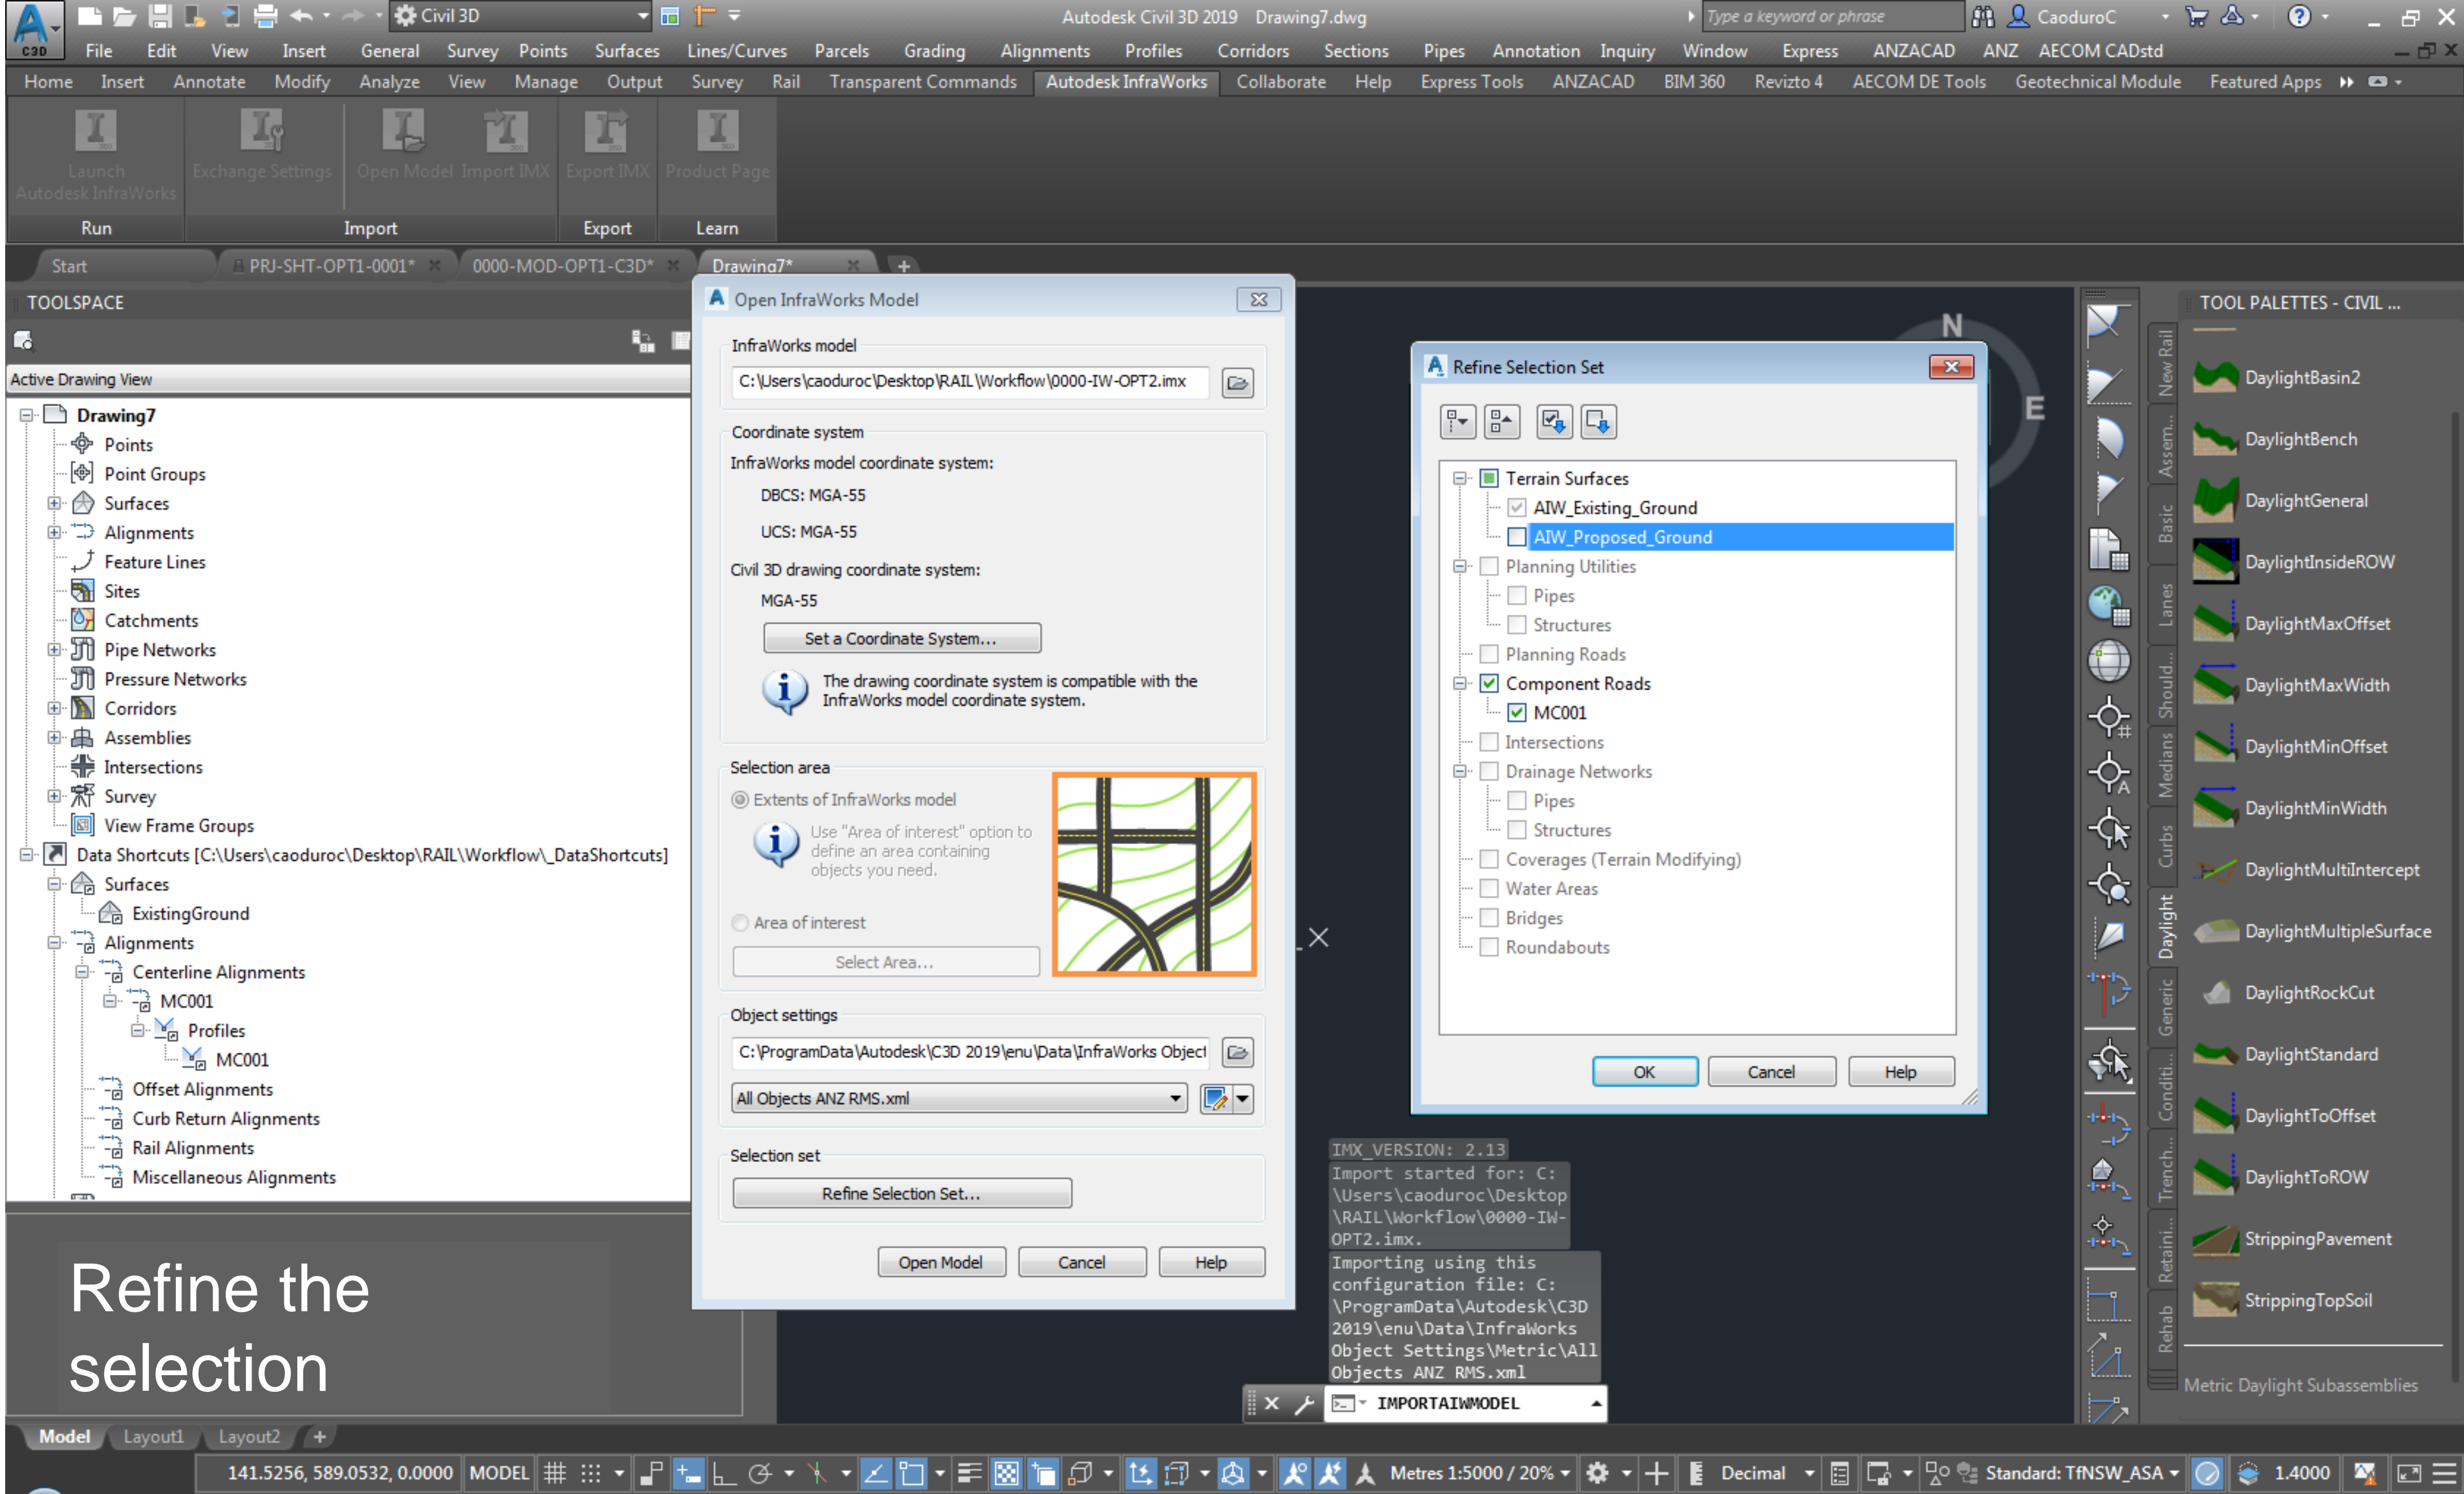 Civil 3D
Autodesk Civil 3D 2019 Drawing7.dwg
Type a keyword or phrase
CaoduroC
C3D
File Edit View Insert General Survey Points Surfaces Lines/Curves Parcels Grading Alignments Profiles Corridors Sections Pipes Annotation Inquiry Window Express ANZACAD ANZ AECOM CADstd
Home Insert Annotate Modify Analyze View Manage Output Survey Rail Transparent Commands Autodesk InfraWorks Collaborate Help Express Tools ANZACAD BIM 360 Revizto 4 AECOM DE Tools Geotechnical Module Featured Apps
Launch
Autodesk InfraWorks
Exchange Settings
Open Model
Import IMX
Export IMX
Product Page
Run Import Export Learn
Start PRJ-SHT-OPT1-0001* 0000-MOD-OPT1-C3D* Drawing7*
TOOLSPACE
Active Drawing View
Drawing7
Points
Point Groups
Surfaces
Alignments
Feature Lines
Sites
Catchments
Pipe Networks
Pressure Networks
Corridors
Assemblies
Intersections
Survey
View Frame Groups
Data Shortcuts [C:\Users\caoduroc\Desktop\RAIL\Workflow\_DataShortcuts]
Surfaces
ExistingGround
Alignments
Centerline Alignments
MC001
Profiles
MC001
Offset Alignments
Curb Return Alignments
Rail Alignments
Miscellaneous Alignments
Refine the
selection
Open InfraWorks Model
InfraWorks model
C:\Users\caoduroc\Desktop\RAIL\Workflow\0000-IW-OPT2.imx
Coordinate system
InfraWorks model coordinate system:
DBCS: MGA-55
UCS: MGA-55
Civil 3D drawing coordinate system:
MGA-55
Set a Coordinate System...
The drawing coordinate system is compatible with the
InfraWorks model coordinate system.
Selection area
Extents of InfraWorks model
Use "Area of interest" option to
define an area containing
objects you need.
Area of interest
Select Area...
Object settings
C:\ProgramData\Autodesk\C3D 2019\enu\Data\InfraWorks Object
All Objects ANZ RMS.xml
Selection set
Refine Selection Set...
Open Model Cancel Help
N
E
Refine Selection Set
Terrain Surfaces
AIW_Existing_Ground
AIW_Proposed_Ground
Planning Utilities
Pipes
Structures
Planning Roads
Component Roads
MC001
Intersections
Drainage Networks
Pipes
Structures
Coverages (Terrain Modifying)
Water Areas
Bridges
Roundabouts
OK Cancel Help
IMX_VERSION: 2.13
Import started for: C:
\Users\caoduroc\Desktop
\RAIL\Workflow\0000-IW-
OPT2.imx.
Importing using this
configuration file: C:
\ProgramData\Autodesk\C3D
2019\enu\Data\InfraWorks
Object Settings\Metric\All
Objects ANZ RMS.xml
IMPORTAIWMODEL
TOOL PALETTES - CIVIL ...
New Rail
Assem...
Basic
Lanes
Should...
Medians
Curbs
Daylight
Generic
Conditi...
Trench...
Retaini...
Rehab
DaylightBasin2
DaylightBench
DaylightGeneral
DaylightInsideROW
DaylightMaxOffset
DaylightMaxWidth
DaylightMinOffset
DaylightMinWidth
DaylightMultiIntercept
DaylightMultipleSurface
DaylightRockCut
DaylightStandard
DaylightToOffset
DaylightToROW
StrippingPavement
StrippingTopSoil
Metric Daylight Subassemblies
Model Layout1 Layout2
141.5256, 589.0532, 0.0000 MODEL Metres 1:5000 / 20% Decimal Standard: TfNSW_ASA 1.4000